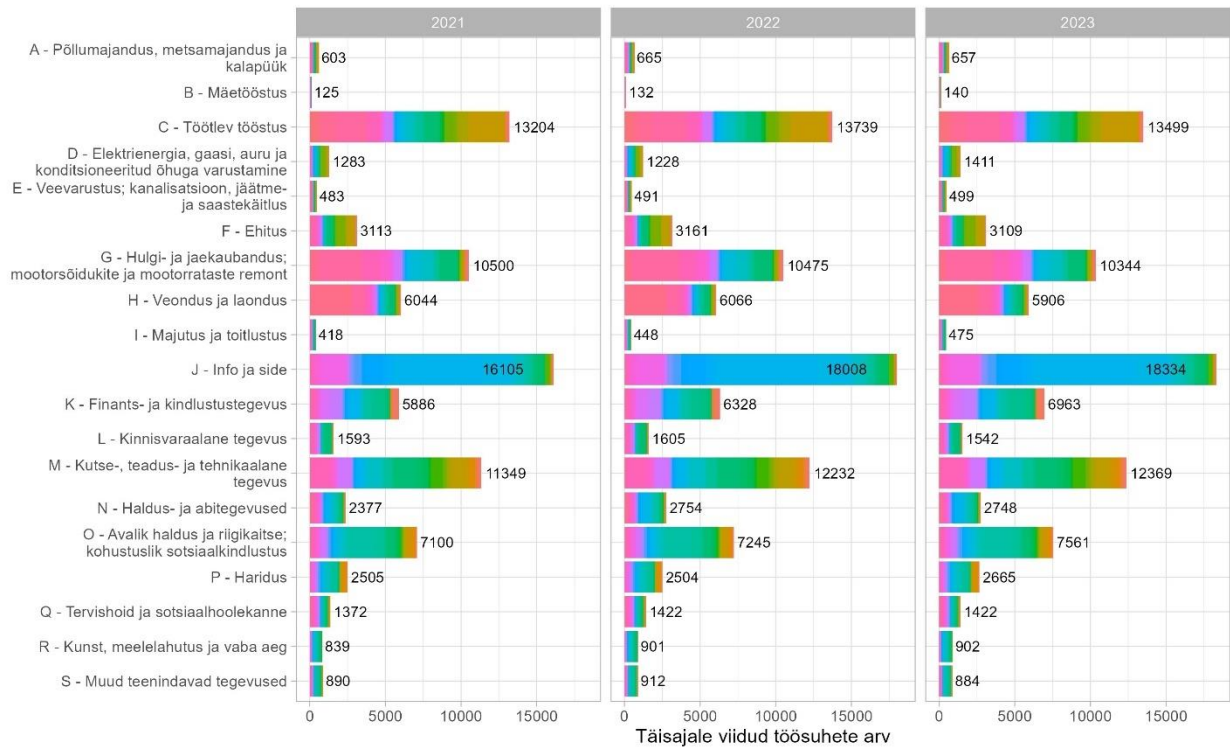 2021
2022
2023
A - Põllumajandus, metsamajandus ja
kalapüük
603
665
657
B - Mäetööstus
125
132
140
C - Töötlev tööstus
13204
13739
13499
D - Elektrienergia, gaasi, auru ja
konditsioneeritud õhuga varustamine
1283
1228
1411
E - Veevarustus; kanalisatsioon, jäätme-
ja saastekäitlus
483
491
499
F - Ehitus
3113
3161
3109
G - Hulgi- ja jaekaubandus;
mootorsõidukite ja mootorrataste remont
10500
10475
10344
H - Veondus ja laondus
6044
6066
5906
I - Majutus ja toitlustus
418
448
475
J - Info ja side
16105
18008
18334
K - Finants- ja kindlustustegevus
5886
6328
6963
L - Kinnisvaraalane tegevus
1593
1605
1542
M - Kutse-, teadus- ja tehnikaalane
tegevus
11349
12232
12369
N - Haldus- ja abitegevused
2377
2754
2748
O - Avalik haldus ja riigikaitse;
kohustuslik sotsiaalkindlustus
7100
7245
7561
P - Haridus
2505
2504
2665
Q - Tervishoid ja sotsiaalhoolekanne
1372
1422
1422
R - Kunst, meelelahutus ja vaba aeg
839
901
902
S - Muud teenindavad tegevused
890
912
884
0 5000 10000 15000
0 5000 10000 15000
0 5000 10000 15000
Täisajale viidud töösuhete arv